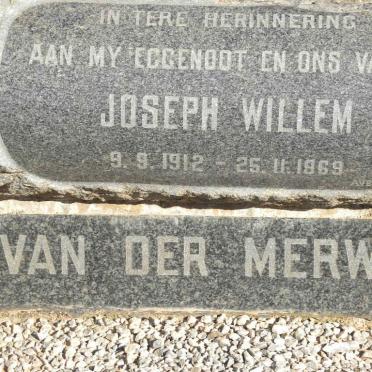 IN TERE HERINNERING
AAN MY EGGENOOT EN ONS VA
JOSEPH WILLEM
9.9.1912 - 26.11.1969
VAN DER MERW